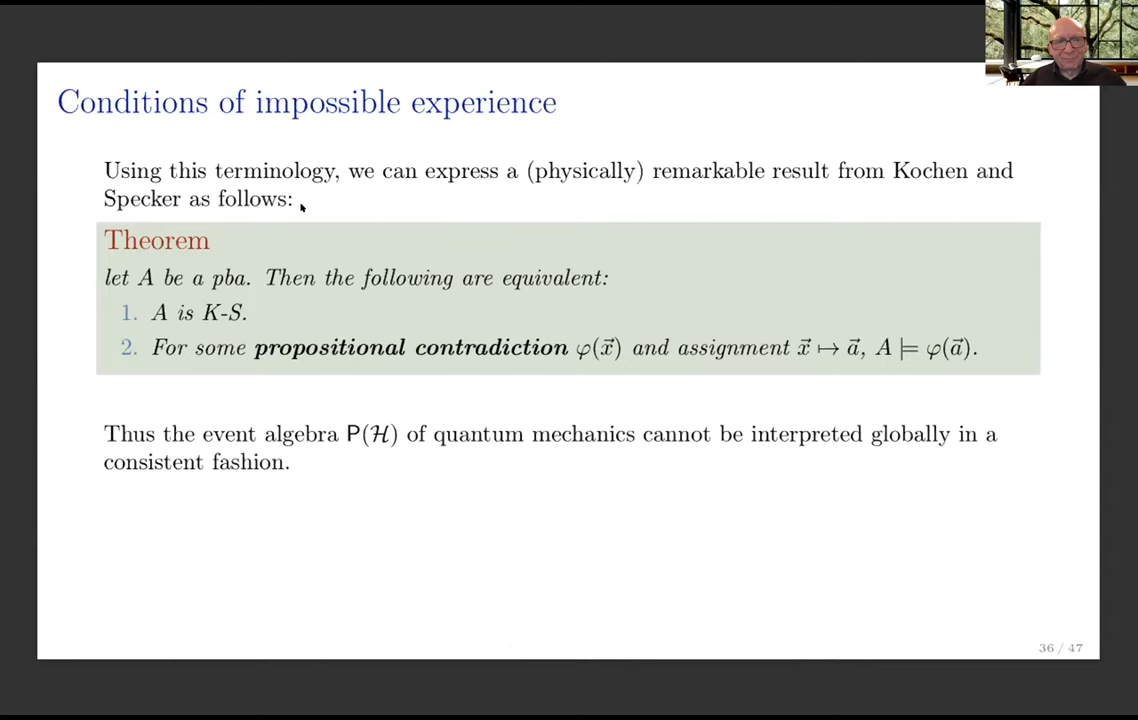 Conditions of impossible experience
Using this terminology, we can express a (physically) remarkable result from Kochen and
Specker as follows:
Theorem
let A be a pba. Then the following are equivalent:
1. A is K-S.
2. For some propositional contradiction φ(x⃗) and assignment x⃗ ↦ a⃗, A ⊨ φ(a⃗).
Thus the event algebra P(ℋ) of quantum mechanics cannot be interpreted globally in a
consistent fashion.
36 / 47